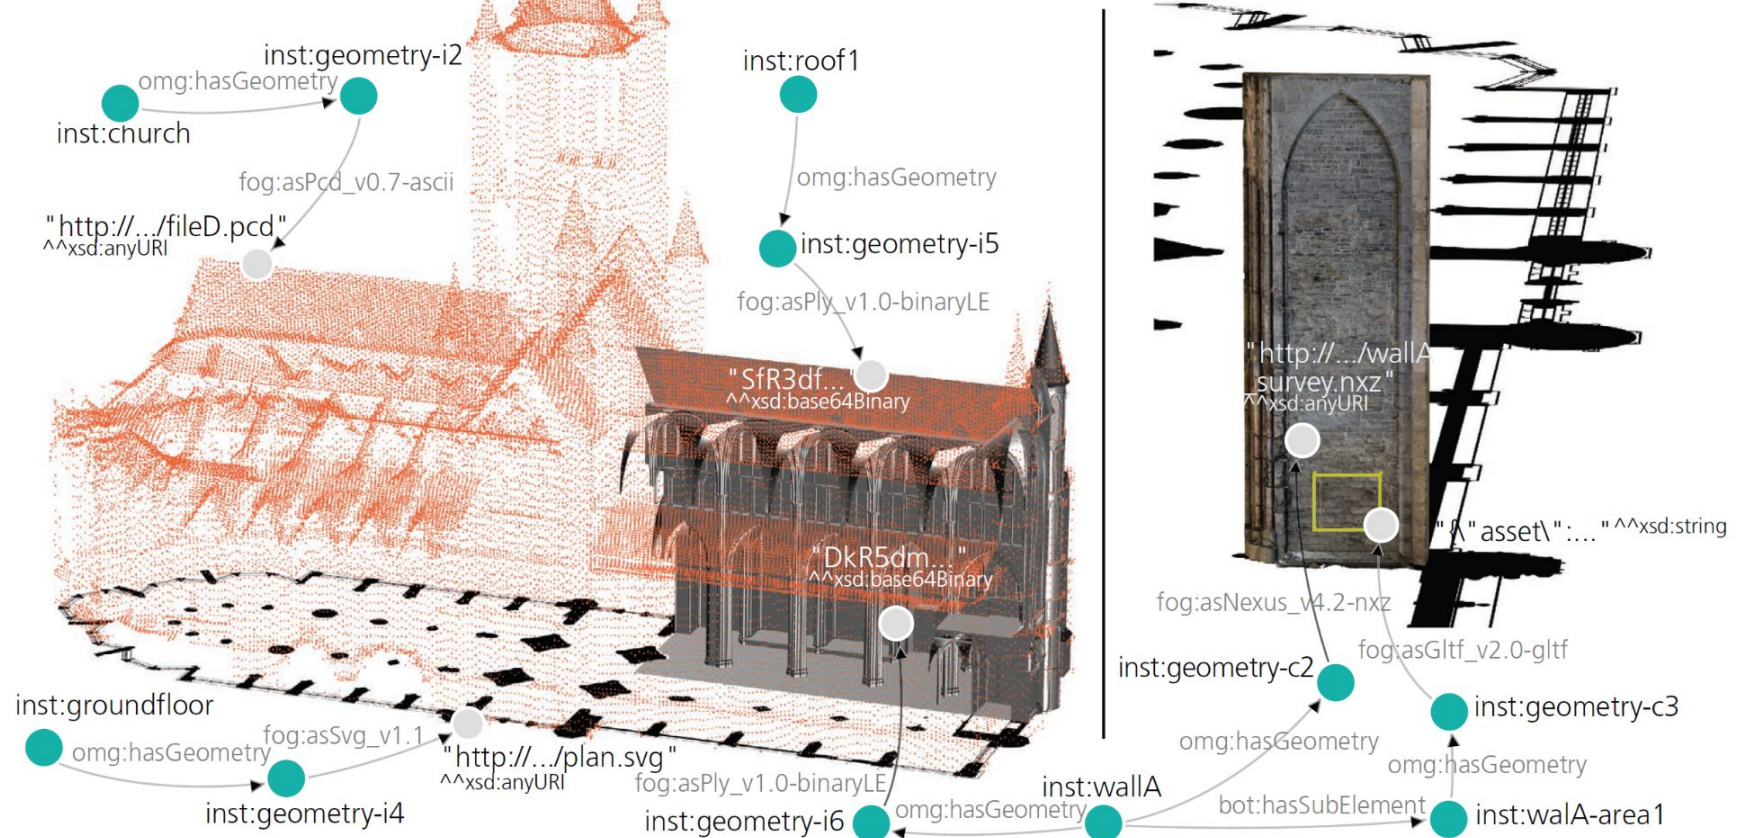 inst:geometry-i2
omg:hasGeometry
inst:church
fog:asPcd_v0.7-ascii
"http://.../fileD.pcd"
^^xsd:anyURI
inst:roof1
omg:hasGeometry
inst:geometry-i5
fog:asPly_v1.0-binaryLE
"SfR3df..."
^^xsd:base64Binary
"DkR5dm..."
^^xsd:base64Binary
inst:groundfloor
omg:hasGeometry
fog:asSvg_v1.1
inst:geometry-i4
"http://.../plan.svg"
^^xsd:anyURI
fog:asPly_v1.0-binaryLE
inst:geometry-i6
omg:hasGeometry
inst:wallA
"http://.../wallA
_survey.nxz"
^^xsd:anyURI
"{\"asset\":..."^^xsd:string
fog:asNexus_v4.2-nxz
fog:asGltf_v2.0-gltf
inst:geometry-c2
inst:geometry-c3
omg:hasGeometry
omg:hasGeometry
bot:hasSubElement
inst:walA-area1